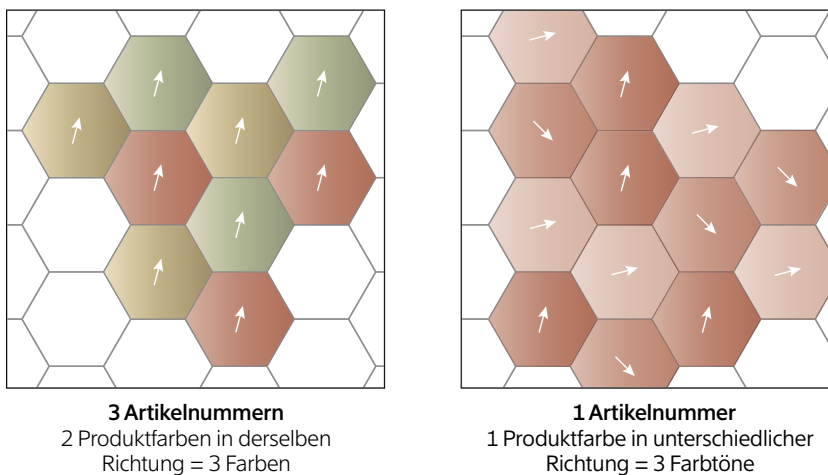 3 Artikelnummern
2 Produktfarben in derselben
Richtung = 3 Farben
1 Artikelnummer
1 Produktfarbe in unterschiedlicher
Richtung = 3 Farbtöne